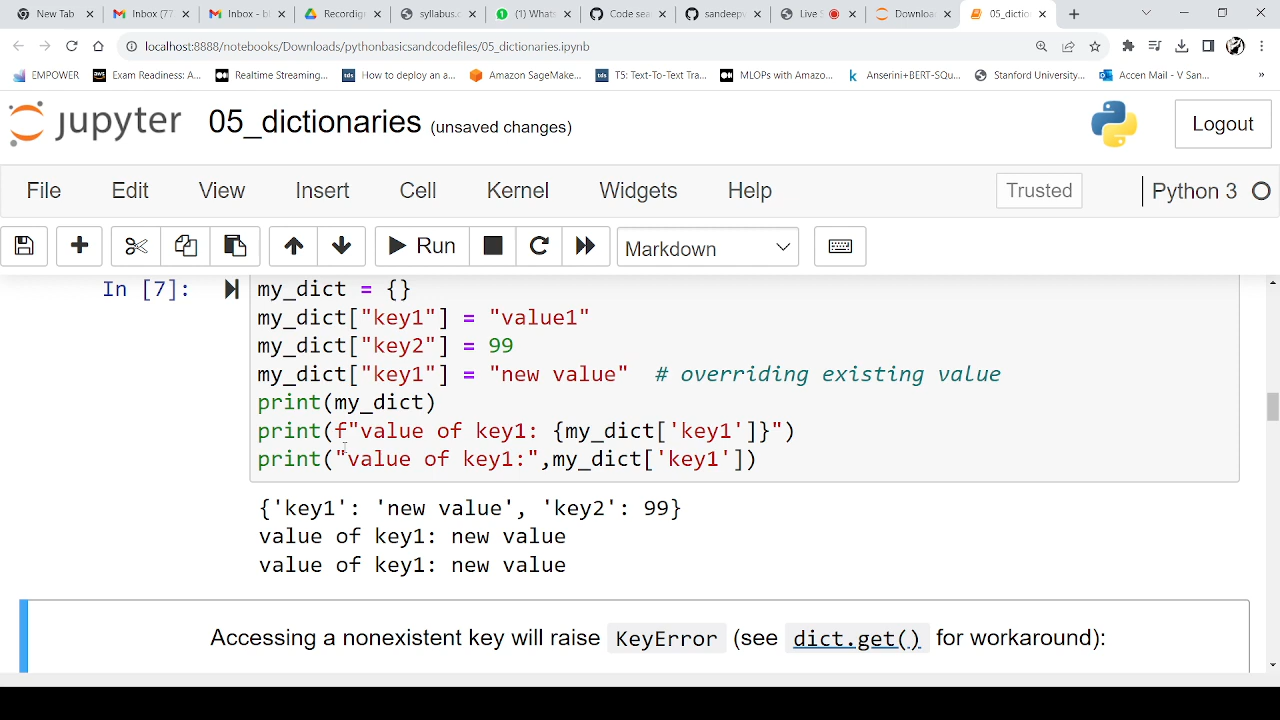 New Tab
Inbox (77
Inbox - bl
Recordig
syllabus.c
(1) What
Code sea
sandeep
Live
Downloa
05_dictio
localhost:8888/notebooks/Downloads/pythonbasicsandcodefiles/05_dictionaries.ipynb
EMPOWER
Exam Readiness: A...
Realtime Streaming...
How to deploy an a...
Amazon SageMake...
T5: Text-To-Text Tra...
MLOPs with Amazo...
Anserini+BERT-SQu...
Stanford University...
Accen Mail - V San...
»
jupyter 05_dictionaries (unsaved changes)
Logout
File Edit View Insert Cell Kernel Widgets Help
Trusted
Python 3
Run
Markdown
In [7]: my_dict = {}
my_dict["key1"] = "value1"
my_dict["key2"] = 99
my_dict["key1"] = "new value"  # overriding existing value
print(my_dict)
print(f"value of key1: {my_dict['key1']}")
print("value of key1:",my_dict['key1'])
{'key1': 'new value', 'key2': 99}
value of key1: new value
value of key1: new value
Accessing a nonexistent key will raise KeyError (see dict.get() for workaround):